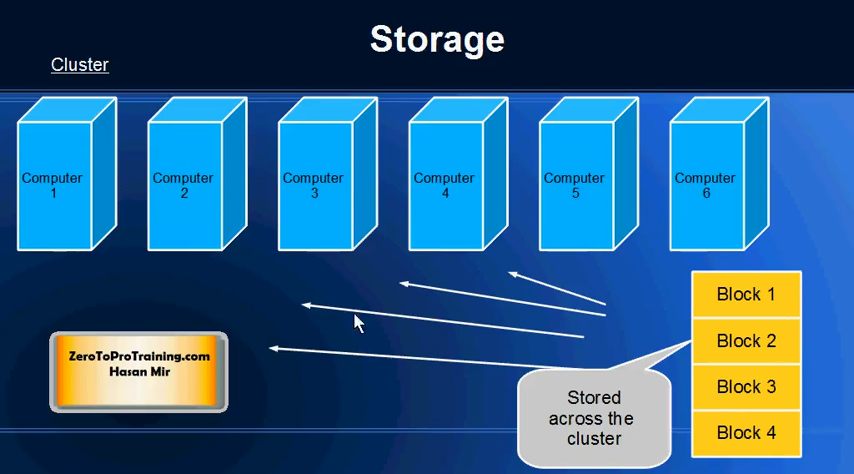 Storage
Cluster
Computer
1
Computer
2
Computer
3
Computer
4
Computer
5
Computer
6
Block 1
Block 2
Block 3
Block 4
Stored
across the
cluster
ZeroToProTraining.com
Hasan Mir